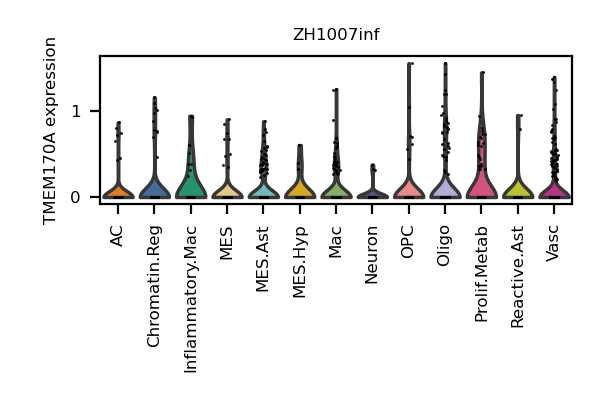 ZH1007inf
TMEM170A expression
1
0
AC
Chromatin.Reg
Inflammatory.Mac
MES
MES.Ast
MES.Hyp
Mac
Neuron
OPC
Oligo
Prolif.Metab
Reactive.Ast
Vasc